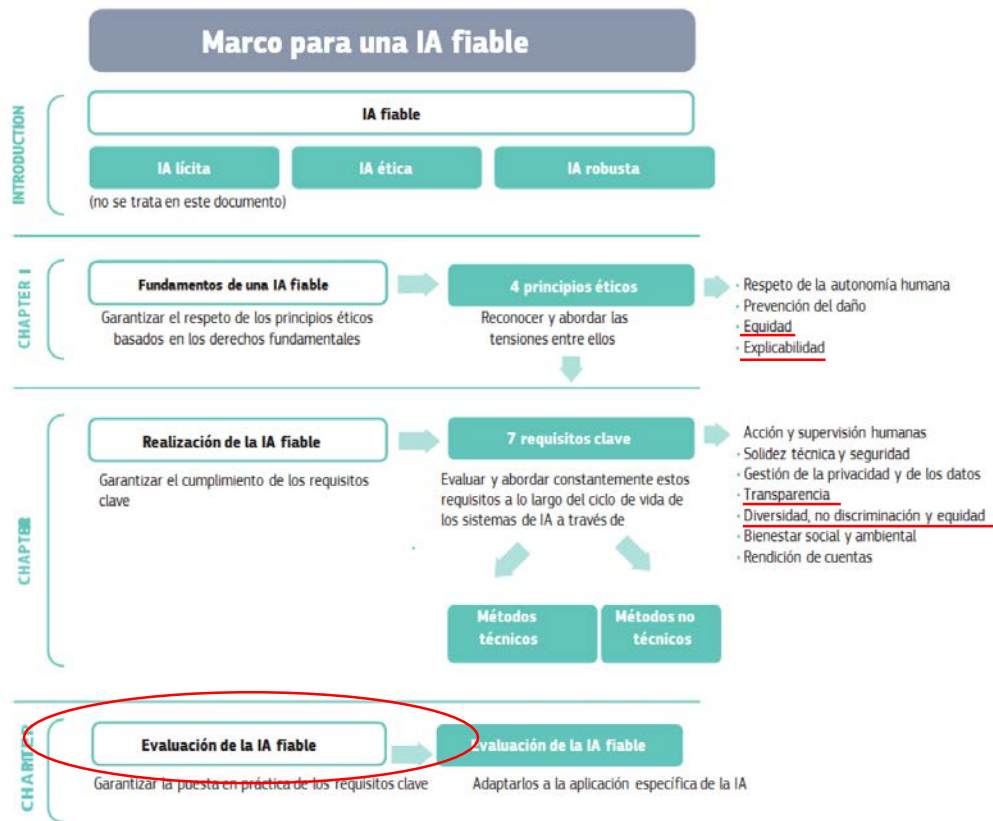 Marco para una IA fiable
INTRODUCTION
IA fiable
IA lícita
IA ética
IA robusta
(no se trata en este documento)
CHAPTER I
Fundamentos de una IA fiable
Garantizar el respeto de los principios éticos
basados en los derechos fundamentales
4 principios éticos
Reconocer y abordar las
tensiones entre ellos
· Respeto de la autonomía humana
· Prevención del daño
· Equidad
· Explicabilidad
CHAPTER
Realización de la IA fiable
Garantizar el cumplimiento de los requisitos
clave
7 requisitos clave
Evaluar y abordar constantemente estos
requisitos a lo largo del ciclo de vida de
los sistemas de IA a través de
Acción y supervisión humanas
· Solidez técnica y seguridad
· Gestión de la privacidad y de los datos
· Transparencia
· Diversidad, no discriminación y equidad
· Bienestar social y ambiental
· Rendición de cuentas
Métodos
técnicos
Métodos no
técnicos
Evaluación de la IA fiable
Garantizar la puesta en práctica de los requisitos clave
Evaluación de la IA fiable
Adaptarlos a la aplicación específica de la IA